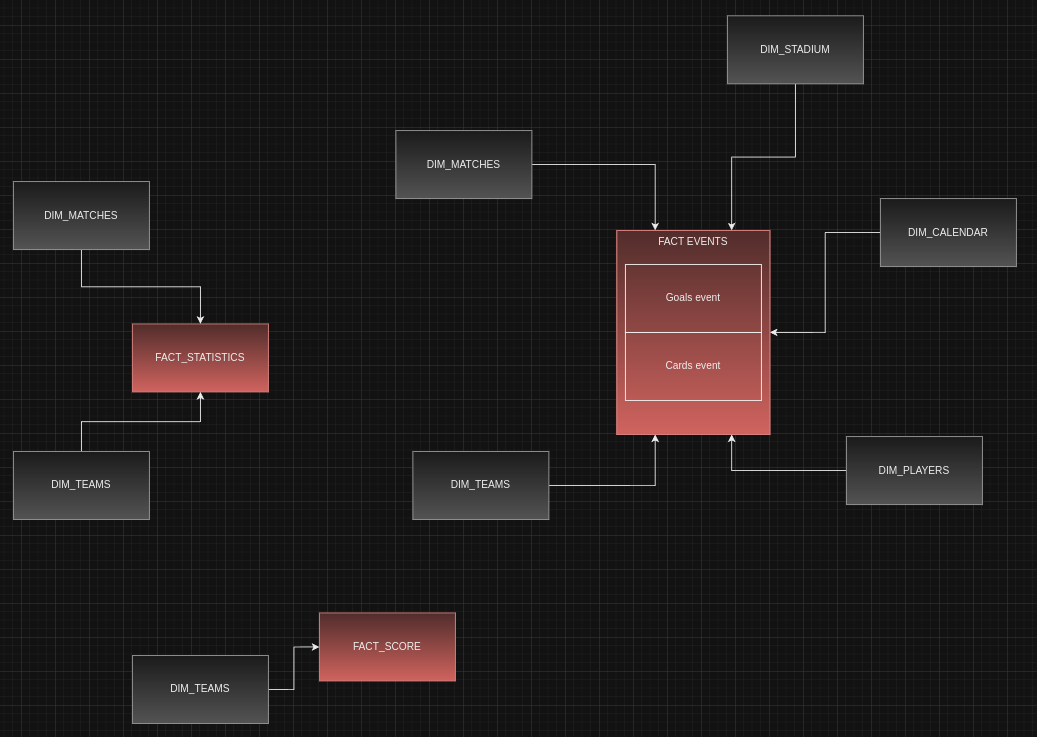 DIM_STADIUM
DIM_MATCHES
DIM_MATCHES
DIM_CALENDAR
FACT EVENTS
Goals event
FACT_STATISTICS
Cards event
DIM_TEAMS
DIM_TEAMS
DIM_PLAYERS
FACT_SCORE
DIM_TEAMS